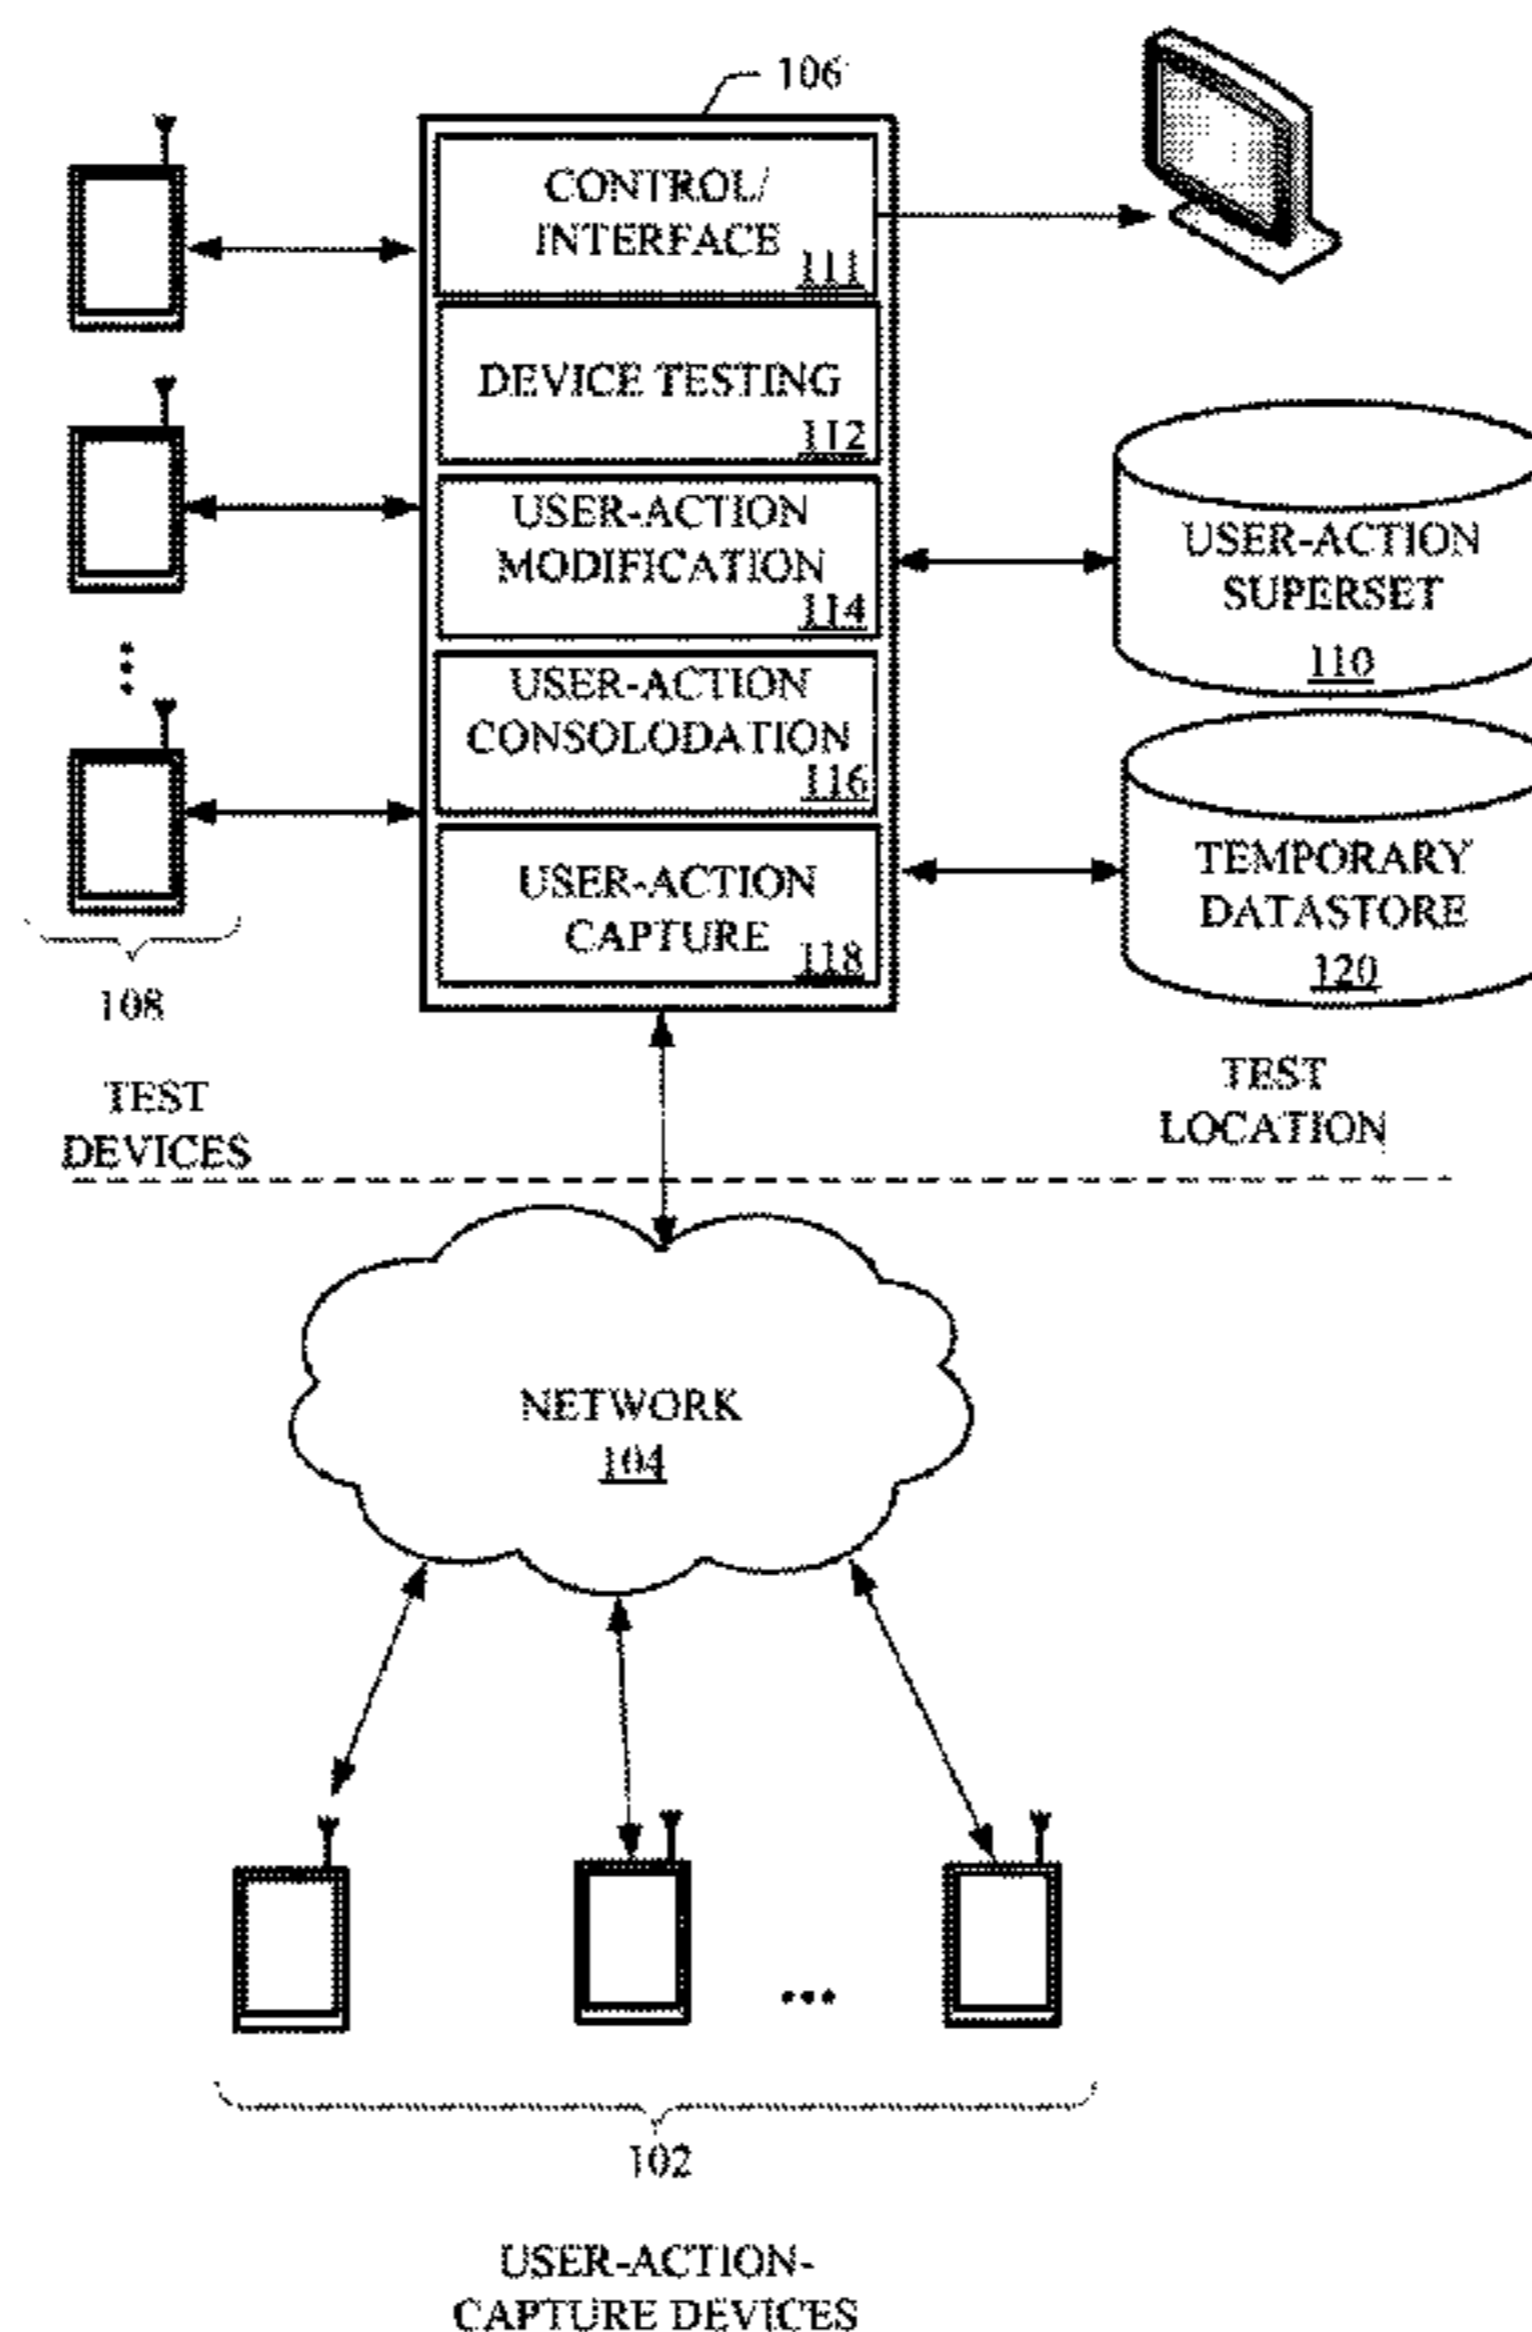 106
CONTROL/
INTERFACE
111
DEVICE TESTING
112
USER-ACTION
MODIFICATION
114
USER-ACTION
CONSOLODATION
116
USER-ACTION
CAPTURE
118
USER-ACTION
SUPERSET
110
TEMPORARY
DATASTORE
120
108
TEST
DEVICES
TEST
LOCATION
NETWORK
104
102
USER-ACTION-
CAPTURE DEVICES